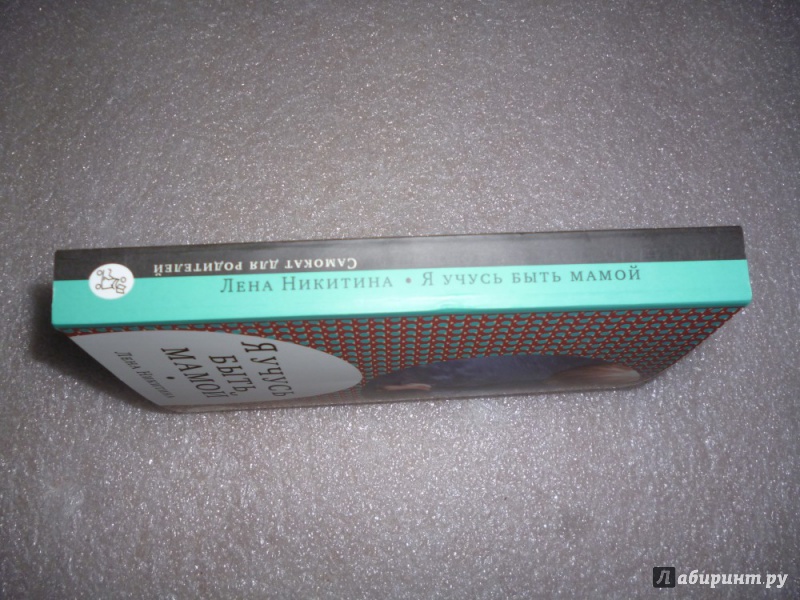 Самокат для родителей
Лена Никитина • Я учусь быть мамой
Я учусь
быть
мамой
•
Лена Никитина
Лабиринт.ру